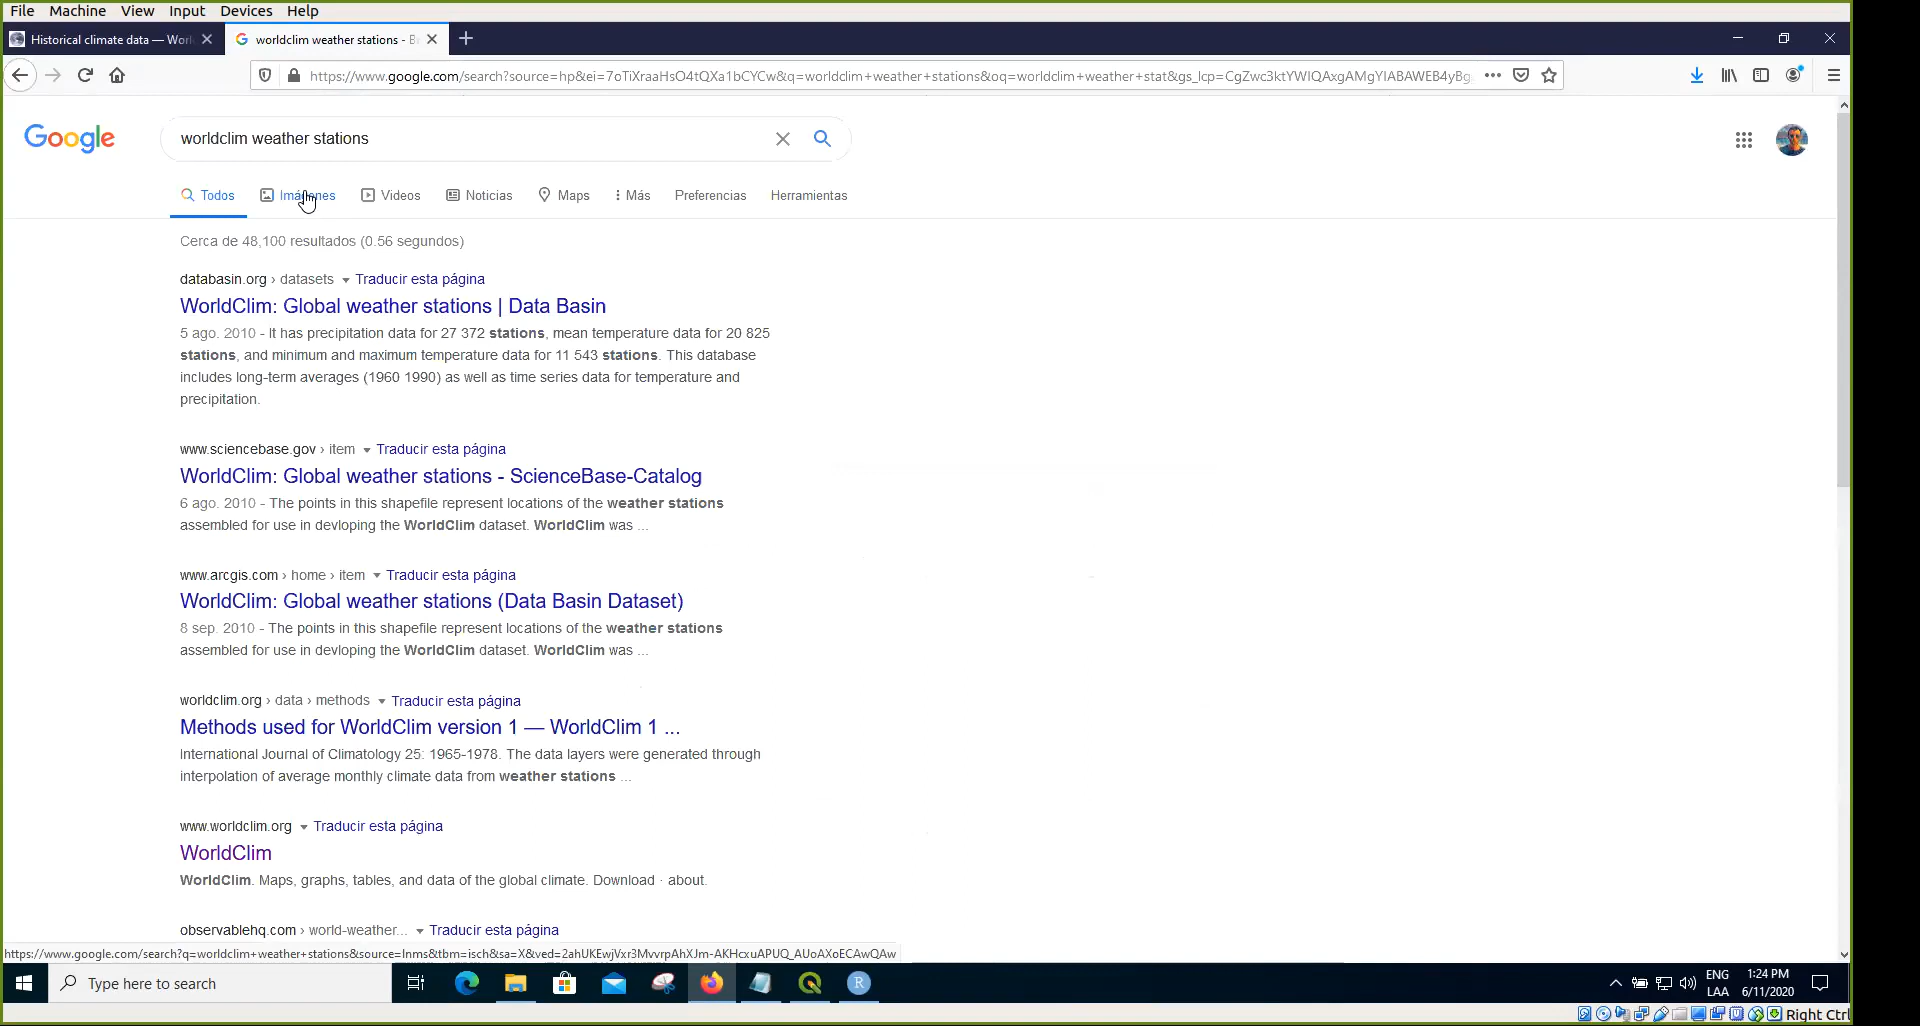 File Machine View Input Devices Help
Historical climate data — Worl
worldclim weather stations - B
https://www.google.com/search?source=hp&ei=7oTiXraaHsO4tQXa1bCYCw&q=worldclim+weather+stations&oq=worldclim+weather+stat&gs_lcp=CgZwc3ktYWIQAxgAMgYIABAWEB4yBg
Google
worldclim weather stations
Todos Imágenes Videos Noticias Maps Más Preferencias Herramientas
Cerca de 48,100 resultados (0.56 segundos)
databasin.org › datasets Traducir esta página
WorldClim: Global weather stations | Data Basin
5 ago. 2010 - It has precipitation data for 27 372 stations, mean temperature data for 20 825
stations, and minimum and maximum temperature data for 11 543 stations. This database
includes long-term averages (1960 1990) as well as time series data for temperature and
precipitation.
www.sciencebase.gov › item Traducir esta página
WorldClim: Global weather stations - ScienceBase-Catalog
6 ago. 2010 - The points in this shapefile represent locations of the weather stations
assembled for use in devloping the WorldClim dataset. WorldClim was ...
www.arcgis.com › home › item Traducir esta página
WorldClim: Global weather stations (Data Basin Dataset)
8 sep. 2010 - The points in this shapefile represent locations of the weather stations
assembled for use in devloping the WorldClim dataset. WorldClim was ...
worldclim.org › data › methods Traducir esta página
Methods used for WorldClim version 1 — WorldClim 1 ...
International Journal of Climatology 25: 1965-1978. The data layers were generated through
interpolation of average monthly climate data from weather stations ...
www.worldclim.org Traducir esta página
WorldClim
WorldClim. Maps, graphs, tables, and data of the global climate. Download · about.
observablehq.com › world-weather... Traducir esta página
https://www.google.com/search?q=worldclim+weather+stations&source=lnms&tbm=isch&sa=X&ved=2ahUKEwjVxr3MvvrpAhXJm-AKHcxuAPUQ_AUoAXoECAwQAw
Type here to search
R
ENG
LAA
1:24 PM
6/11/2020
Right Ctrl